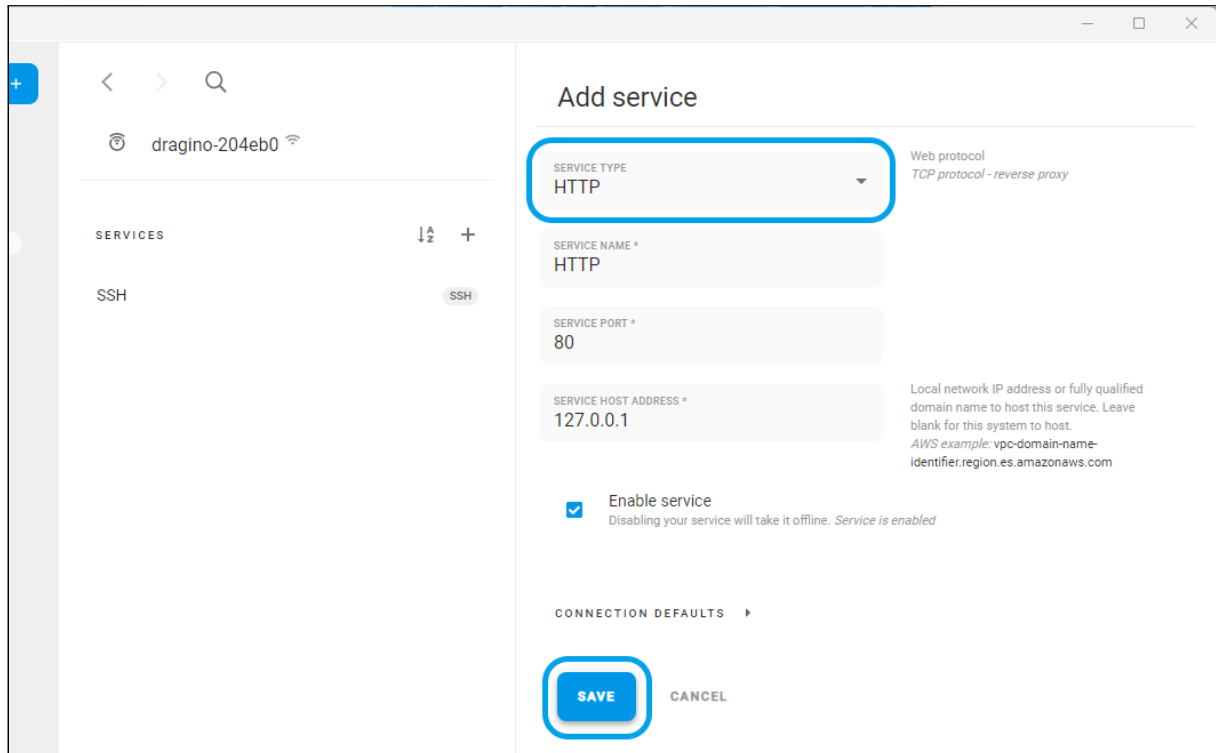 dragino-204eb0
SERVICES
SSH
SSH
Add service
SERVICE TYPE
HTTP
Web protocol
TCP protocol - reverse proxy
SERVICE NAME *
HTTP
SERVICE PORT *
80
SERVICE HOST ADDRESS *
127.0.0.1
Local network IP address or fully qualified
domain name to host this service. Leave
blank for this system to host.
AWS example: vpc-domain-name-
identifier.region.es.amazonaws.com
Enable service
Disabling your service will take it offline. Service is enabled
CONNECTION DEFAULTS
SAVE
CANCEL